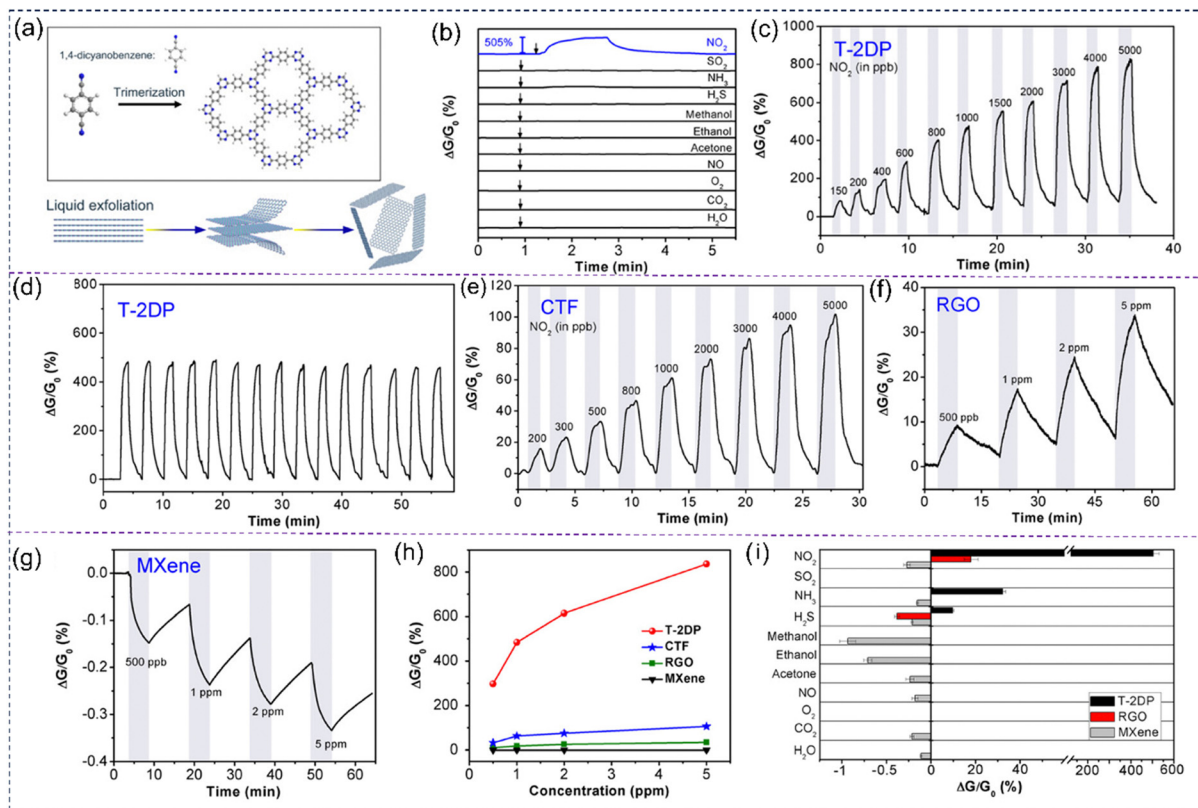 (a)
1,4-dicyanobenzene:
Trimerization
Liquid exfoliation
(b)
505%
NO₂
SO₂
NH₃
H₂S
Methanol
Ethanol
Acetone
NO
O₂
CO₂
H₂O
ΔG/G₀ (%)
0 1 2 3 4 5
Time (min)
(c)
T-2DP
NO₂ (in ppb)
150 200 400 600 800 1000 1500 2000 3000 4000 5000
ΔG/G₀ (%)
1000
800
600
400
200
0
0 10 20 30 40
Time (min)
(d)
T-2DP
ΔG/G₀ (%)
800
600
400
200
0
0 10 20 30 40 50
Time (min)
(e)
CTF
NO₂ (in ppb)
200 300 500 800 1000 2000 3000 4000 5000
ΔG/G₀ (%)
120
100
80
60
40
20
0
0 5 10 15 20 25 30
Time (min)
(f)
RGO
500 ppb
1 ppm
2 ppm
5 ppm
ΔG/G₀ (%)
40
30
20
10
0
0 15 30 45 60
Time (min)
(g)
MXene
500 ppb
1 ppm
2 ppm
5 ppm
ΔG/G₀ (%)
0.0
-0.1
-0.2
-0.3
-0.4
0 10 20 30 40 50 60
Time (min)
(h)
T-2DP
CTF
RGO
MXene
ΔG/G₀ (%)
800
600
400
200
0
0 1 2 3 4 5
Concentration (ppm)
(i)
NO₂
SO₂
NH₃
H₂S
Methanol
Ethanol
Acetone
NO
O₂
CO₂
H₂O
T-2DP
RGO
MXene
-1 -0.5 0 20 40 200 400 600
ΔG/G₀ (%)